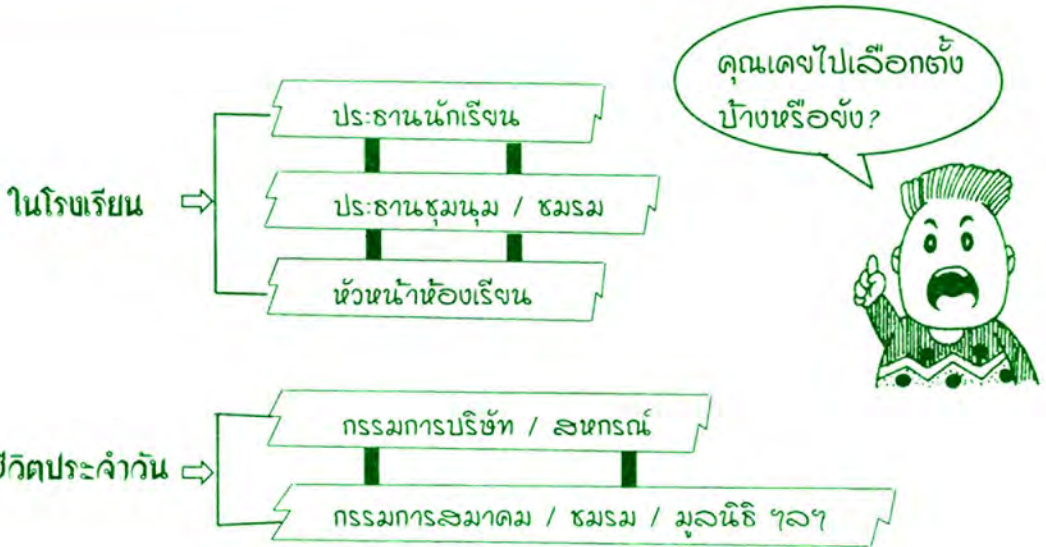 คุณเคยไปเลือกตั้ง
บ้างหรือยัง?
ในโรงเรียน
ประธานนักเรียน
ประธานชุมนุม / ชมรม
หัวหน้าห้องเรียน
ชีวิตประจำวัน
กรรมการบริษัท / สหกรณ์
กรรมการสมาคม / ชมรม / มูลนิธิ ฯลฯ